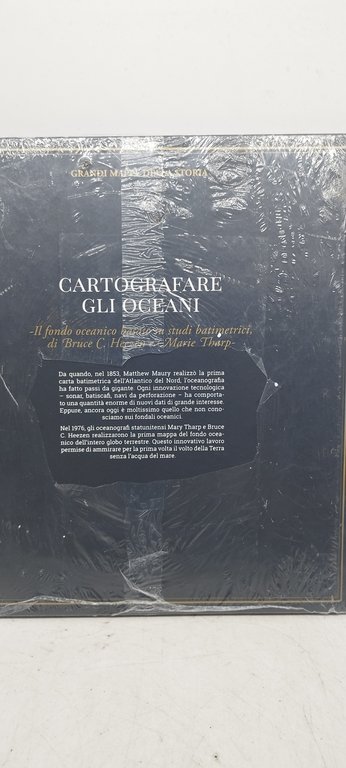 GRANDI MAPPE DELLA STORIA
CARTOGRAFARE
GLI OCEANI
-Il fondo oceanico basato su studi batimetrici,
di Bruce C. Heezen e Marie Tharp-
Da quando, nel 1853, Matthew Maury realizzò la prima
carta batimetrica dell'Atlantico del Nord, l'oceanografia
ha fatto passi da gigante. Ogni innovazione tecnologica
– sonar, batiscafi, navi da perforazione – ha comporta-
to una quantità enorme di nuovi dati di grande interesse.
Eppure, ancora oggi è moltissimo quello che non cono-
sciamo sui fondali oceanici.
Nel 1976, gli oceanografi statunitensi Mary Tharp e Bruce
C. Heezen realizzarono la prima mappa del fondo ocea-
nico dell'intero globo terrestre. Questo innovativo lavoro
permise di ammirare per la prima volta il volto della Terra
senza l'acqua del mare.